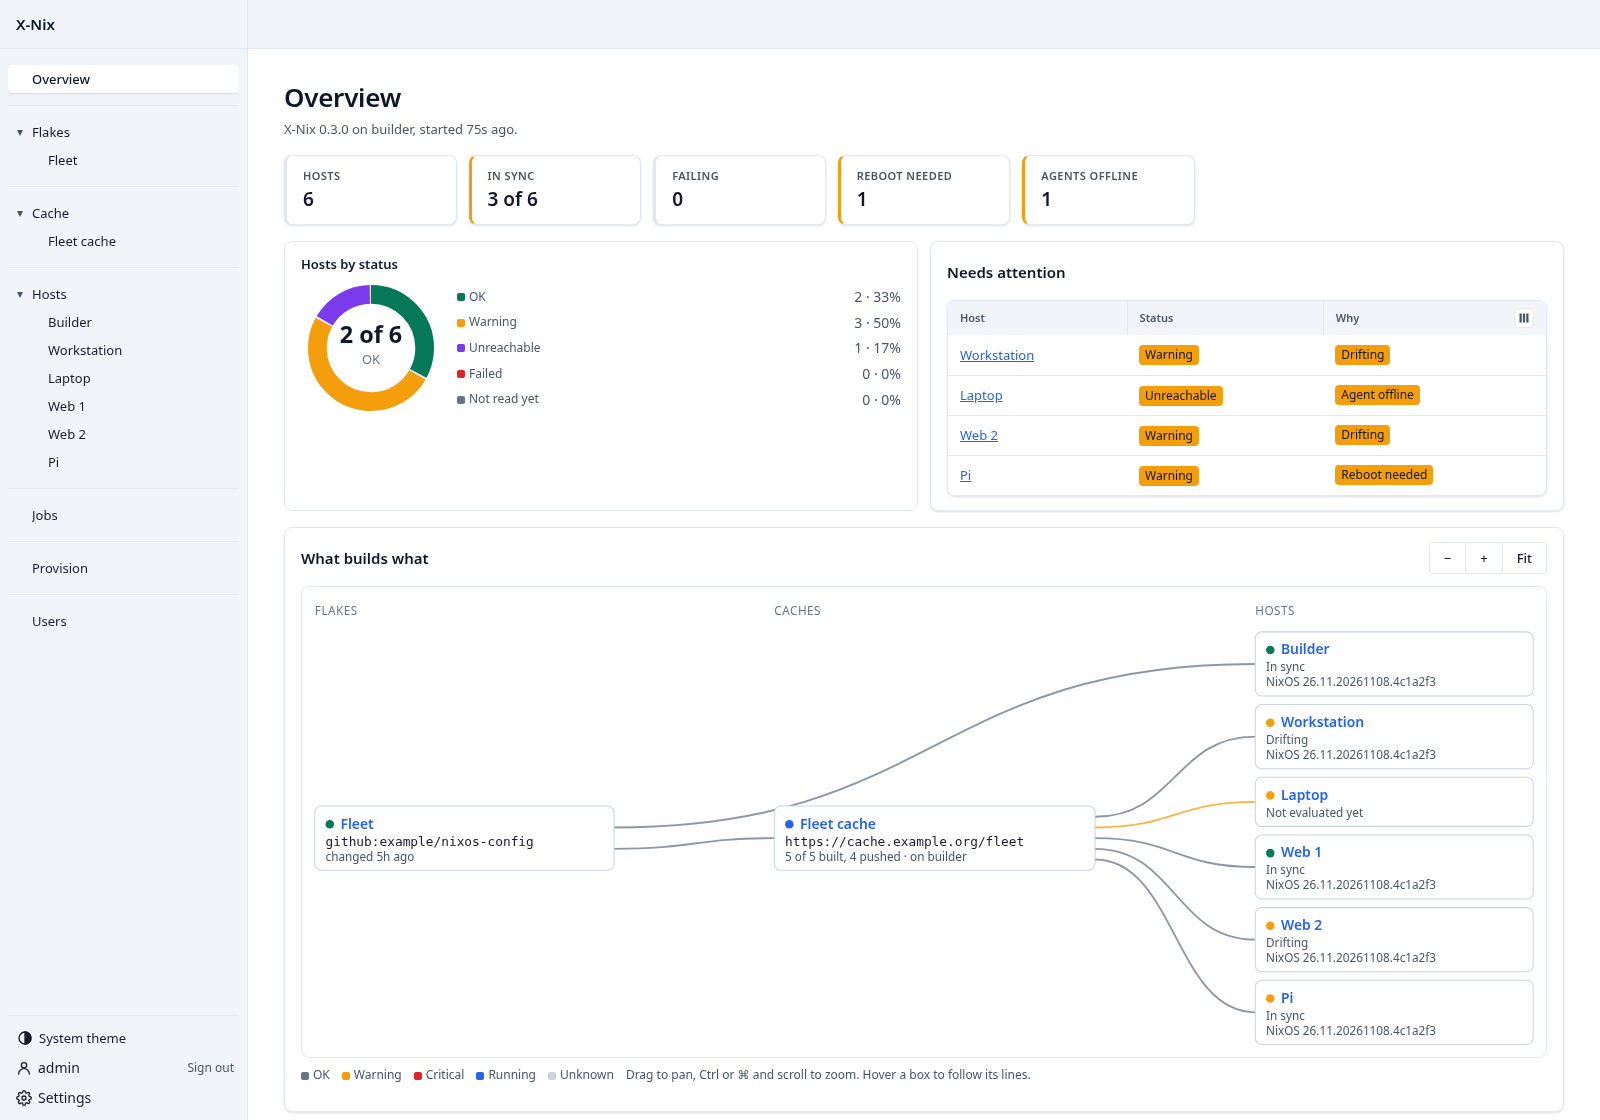 X-Nix
Overview
Flakes
Fleet
Cache
Fleet cache
Hosts
Builder
Workstation
Laptop
Web 1
Web 2
Pi
Jobs
Provision
Users
System theme
admin Sign out
Settings
Overview
X-Nix 0.3.0 on builder, started 75s ago.
HOSTS
6
IN SYNC
3 of 6
FAILING
0
REBOOT NEEDED
1
AGENTS OFFLINE
1
Hosts by status
2 of 6
OK
OK 2 · 33%
Warning 3 · 50%
Unreachable 1 · 17%
Failed 0 · 0%
Not read yet 0 · 0%
Needs attention
Host Status Why
Workstation Warning Drifting
Laptop Unreachable Agent offline
Web 2 Warning Drifting
Pi Warning Reboot needed
What builds what
− + Fit
FLAKES CACHES HOSTS
Fleet
github:example/nixos-config
changed 5h ago
Fleet cache
https://cache.example.org/fleet
5 of 5 built, 4 pushed · on builder
Builder
In sync
NixOS 26.11.20261108.4c1a2f3
Workstation
Drifting
NixOS 26.11.20261108.4c1a2f3
Laptop
Not evaluated yet
Web 1
In sync
NixOS 26.11.20261108.4c1a2f3
Web 2
Drifting
NixOS 26.11.20261108.4c1a2f3
Pi
In sync
NixOS 26.11.20261108.4c1a2f3
OK Warning Critical Running Unknown Drag to pan, Ctrl or ⌘ and scroll to zoom. Hover a box to follow its lines.